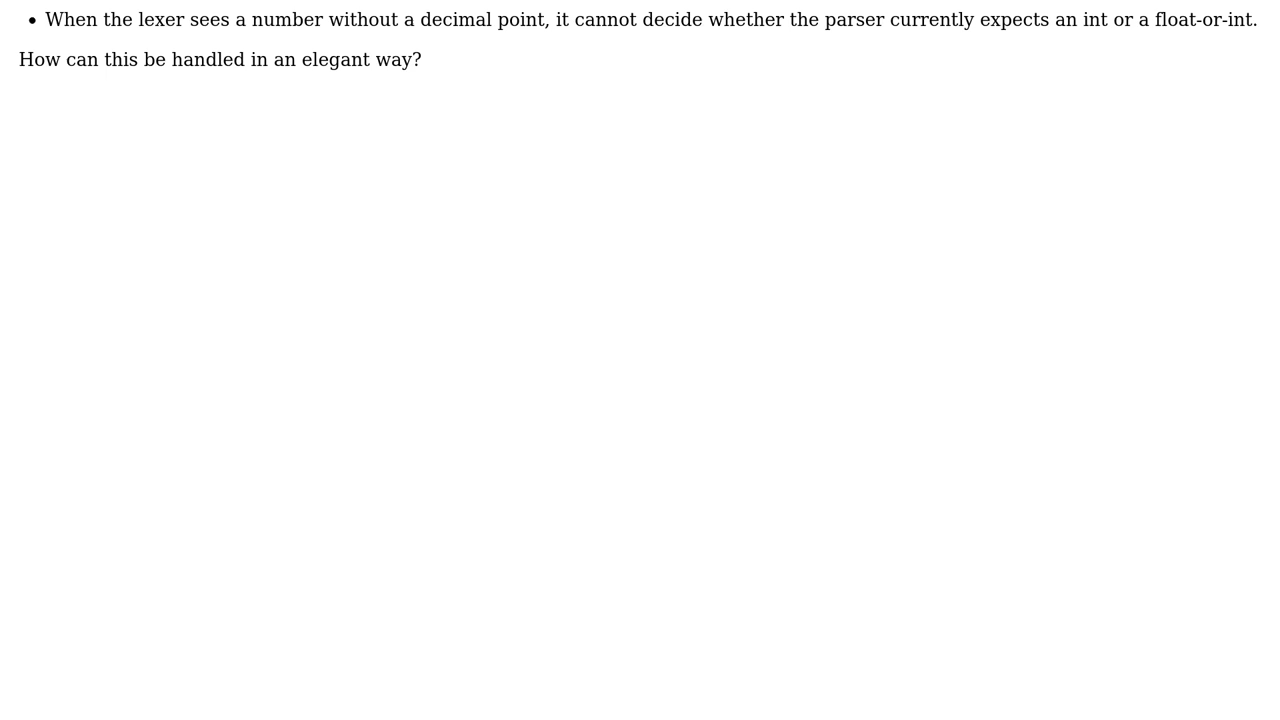 • When the lexer sees a number without a decimal point, it cannot decide whether the parser currently expects an int or a float-or-int.
How can this be handled in an elegant way?